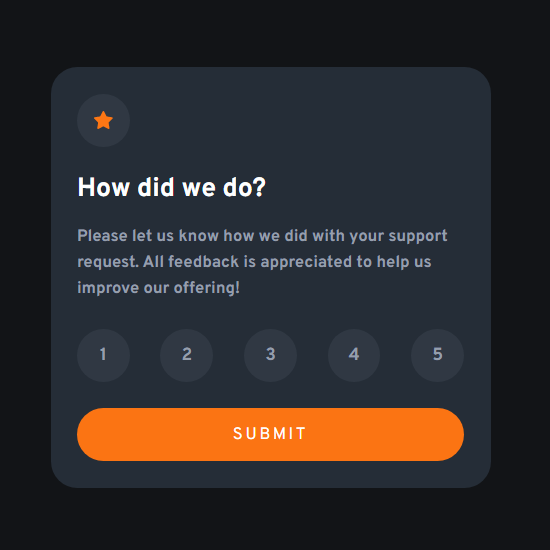 How did we do?
Please let us know how we did with your support
request. All feedback is appreciated to help us
improve our offering!
1 2 3 4 5
SUBMIT